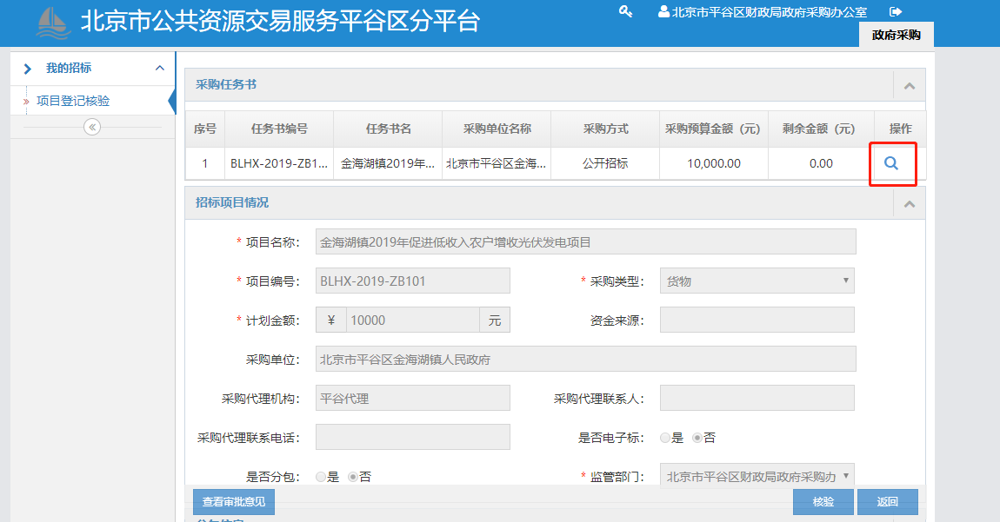 北京市公共资源交易服务平谷区分平台
北京市平谷区财政局政府采购办公室
政府采购
我的招标
» 项目登记核验
采购任务书
序号 任务书编号 任务书名 采购单位名称 采购方式 采购预算金额（元） 剩余金额（元） 操作
1 BLHX-2019-ZB1... 金海湖镇2019年... 北京市平谷区金海... 公开招标 10,000.00 0.00
招标项目情况
* 项目名称： 金海湖镇2019年促进低收入农户增收光伏发电项目
* 项目编号： BLHX-2019-ZB101 * 采购类型： 货物
* 计划金额： ¥ 10000 元 资金来源：
采购单位： 北京市平谷区金海湖镇人民政府
采购代理机构： 平谷代理 采购代理联系人：
采购代理联系电话： 是否电子标： 是 否
是否分包： 是 否 * 监管部门： 北京市平谷区财政局政府采购办
查看审批意见 核验 返回